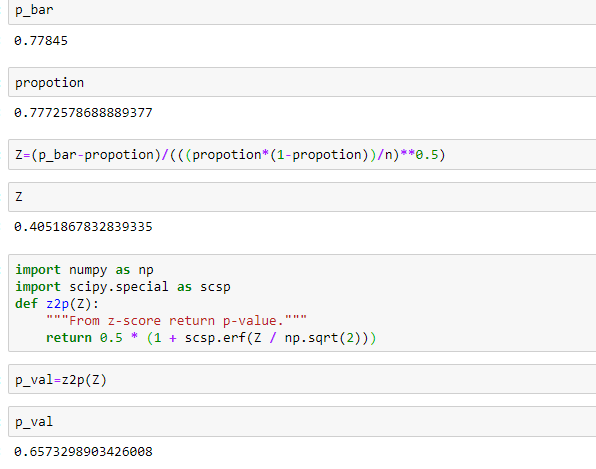 p_bar
0.77845
propotion
0.7772578688889377
Z=(p_bar-propotion)/(((propotion*(1-propotion))/n)**0.5)
Z
0.4051867832839335
import numpy as np
import scipy.special as scsp
def z2p(Z):
    """From z-score return p-value."""
    return 0.5 * (1 + scsp.erf(Z / np.sqrt(2)))
p_val=z2p(Z)
p_val
0.6573298903426008